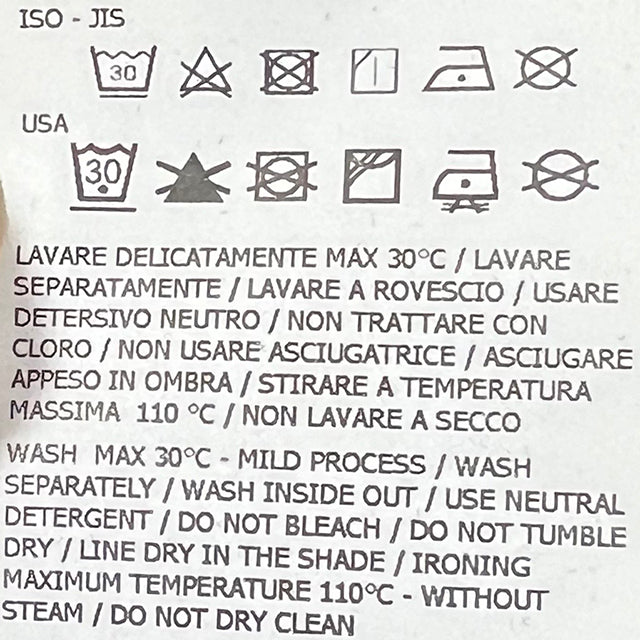 ISO - JIS
30
USA
30
LAVARE DELICATAMENTE MAX 30°C / LAVARE
SEPARATAMENTE / LAVARE A ROVESCIO / USARE
DETERSIVO NEUTRO / NON TRATTARE CON
CLORO / NON USARE ASCIUGATRICE / ASCIUGARE
APPESO IN OMBRA / STIRARE A TEMPERATURA
MASSIMA 110 °C / NON LAVARE A SECCO
WASH MAX 30°C - MILD PROCESS / WASH
SEPARATELY / WASH INSIDE OUT / USE NEUTRAL
DETERGENT / DO NOT BLEACH / DO NOT TUMBLE
DRY / LINE DRY IN THE SHADE / IRONING
MAXIMUM TEMPERATURE 110°C - WITHOUT
STEAM / DO NOT DRY CLEAN